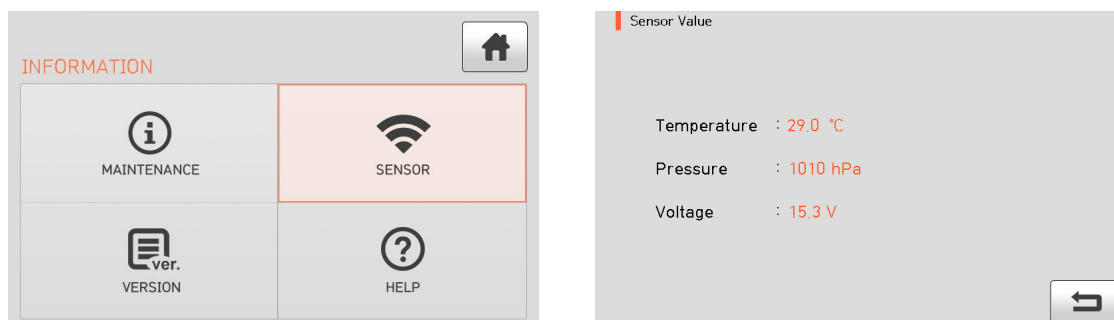 INFORMATION
MAINTENANCE
SENSOR
ver.
VERSION
HELP
Sensor Value
Temperature : 29.0 °C
Pressure : 1010 hPa
Voltage : 15.3 V